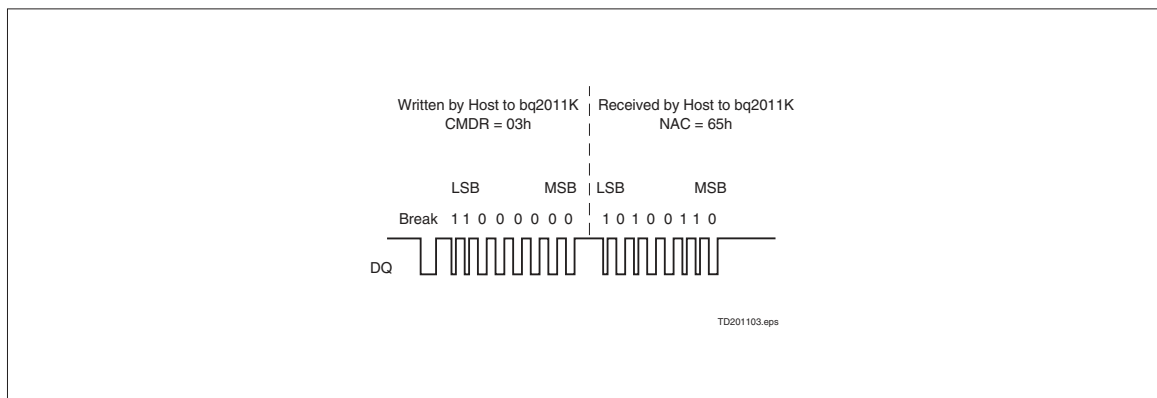 Written by Host to bq2011K
CMDR = 03h
Received by Host to bq2011K
NAC = 65h
LSB MSB LSB MSB
Break 1 1 0 0 0 0 0 0 1 0 1 0 0 1 1 0
DQ
TD201103.eps